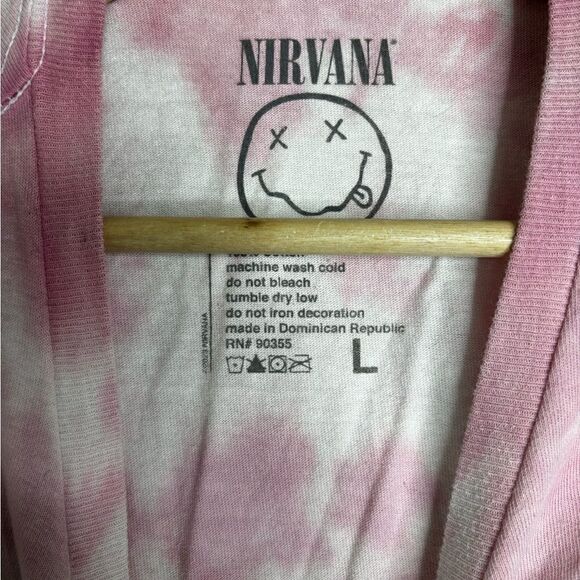 NIRVANA
machine wash cold
do not bleach
tumble dry low
do not iron decoration
made in Dominican Republic
RN# 90355
L